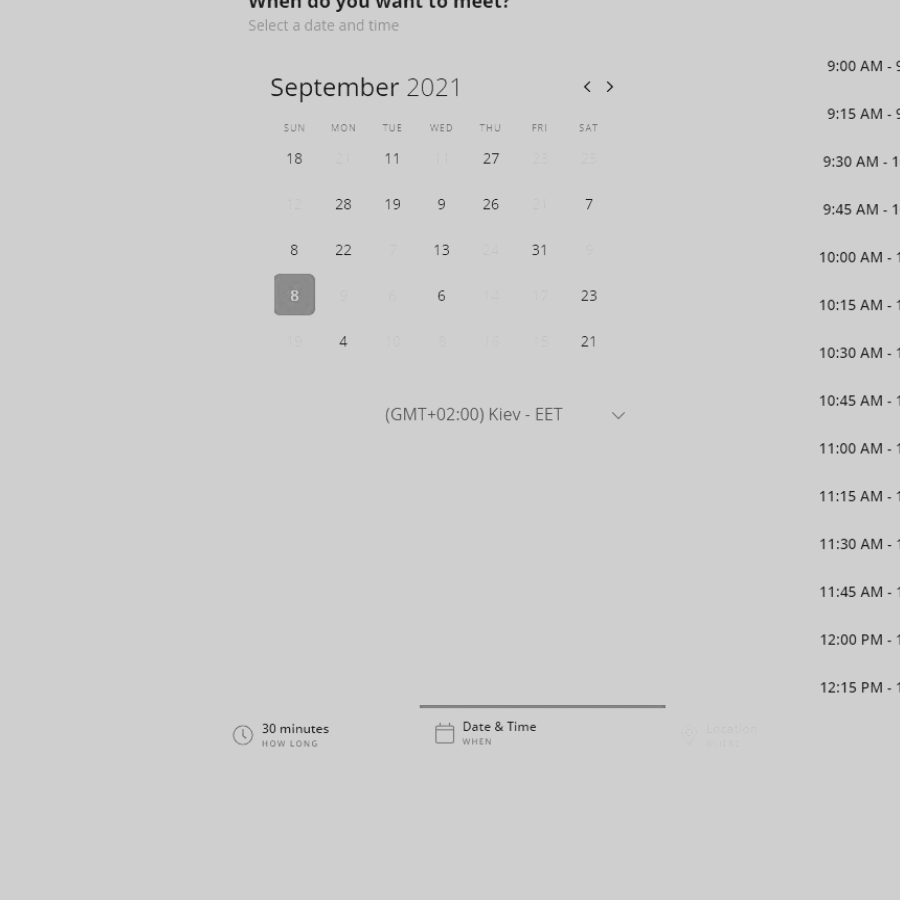 When do you want to meet?
Select a date and time
September 2021
SUN MON TUE WED THU FRI SAT
18 21 11 11 27 23 25
12 28 19 9 26 21 7
8 22 7 13 24 31 9
8 9 6 6 14 17 23
19 4 10 8 16 15 21
(GMT+02:00) Kiev - EET
9:00 AM - 9
9:15 AM - 9
9:30 AM - 1
9:45 AM - 1
10:00 AM - 1
10:15 AM - 1
10:30 AM - 1
10:45 AM - 1
11:00 AM - 1
11:15 AM - 1
11:30 AM - 1
11:45 AM - 1
12:00 PM - 1
12:15 PM - 1
30 minutes
HOW LONG
Date & Time
WHEN
Location